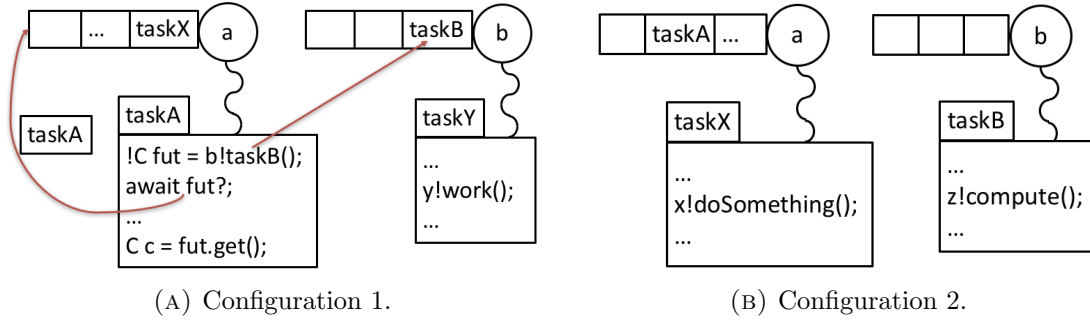 ... taskX a
taskB b
taskA ... a
b
taskA
taskA
!C fut = b!taskB();
await fut?;
...
C c = fut.get();
taskY
...
y!work();
...
taskX
...
x!doSomething();
...
taskB
...
z!compute();
...
(A) Configuration 1.
(B) Configuration 2.